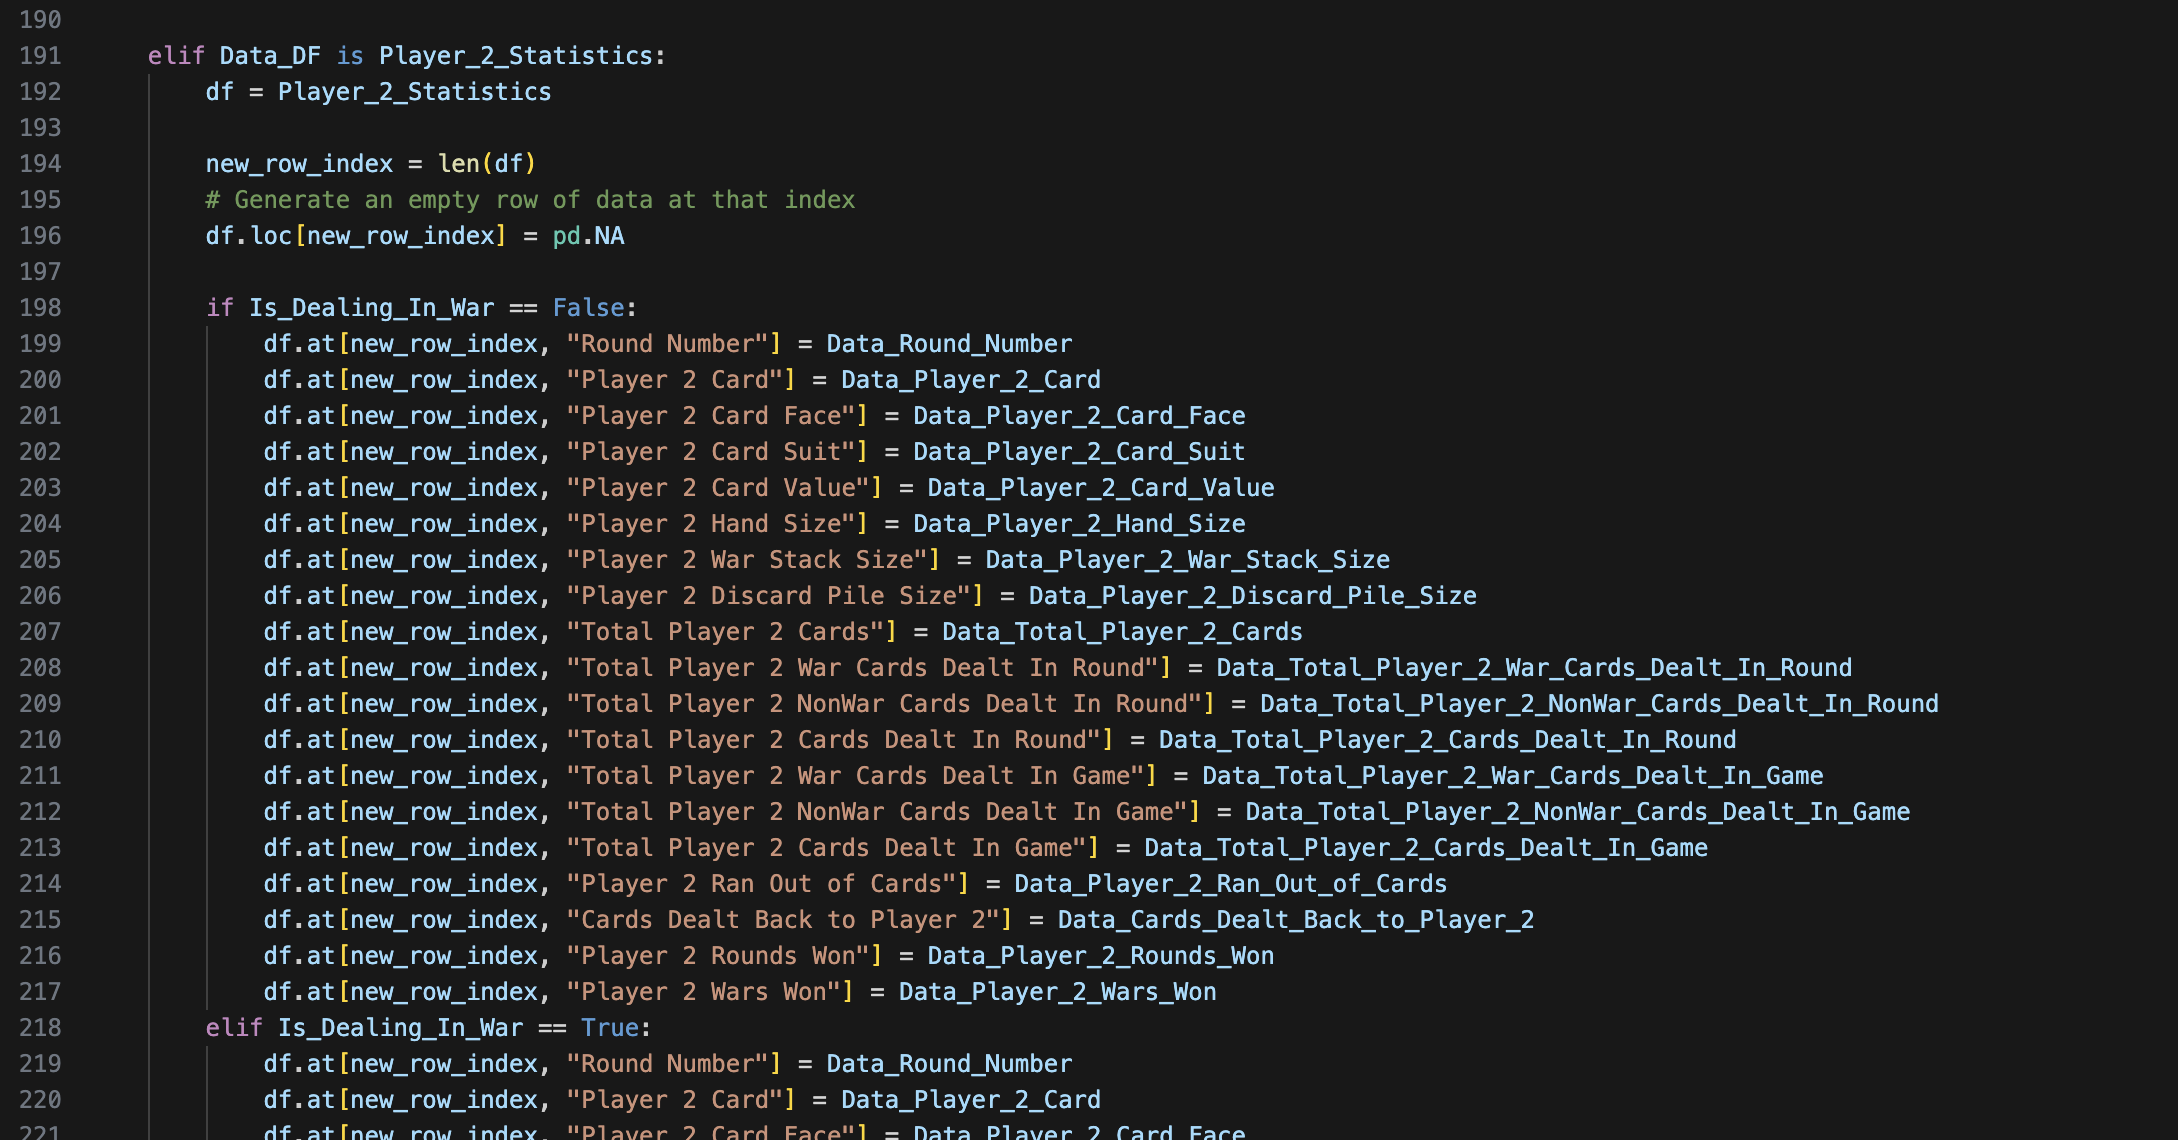 190
191 elif Data_DF is Player_2_Statistics:
192 df = Player_2_Statistics
193
194 new_row_index = len(df)
195 # Generate an empty row of data at that index
196 df.loc[new_row_index] = pd.NA
197
198 if Is_Dealing_In_War == False:
199 df.at[new_row_index, "Round Number"] = Data_Round_Number
200 df.at[new_row_index, "Player 2 Card"] = Data_Player_2_Card
201 df.at[new_row_index, "Player 2 Card Face"] = Data_Player_2_Card_Face
202 df.at[new_row_index, "Player 2 Card Suit"] = Data_Player_2_Card_Suit
203 df.at[new_row_index, "Player 2 Card Value"] = Data_Player_2_Card_Value
204 df.at[new_row_index, "Player 2 Hand Size"] = Data_Player_2_Hand_Size
205 df.at[new_row_index, "Player 2 War Stack Size"] = Data_Player_2_War_Stack_Size
206 df.at[new_row_index, "Player 2 Discard Pile Size"] = Data_Player_2_Discard_Pile_Size
207 df.at[new_row_index, "Total Player 2 Cards"] = Data_Total_Player_2_Cards
208 df.at[new_row_index, "Total Player 2 War Cards Dealt In Round"] = Data_Total_Player_2_War_Cards_Dealt_In_Round
209 df.at[new_row_index, "Total Player 2 NonWar Cards Dealt In Round"] = Data_Total_Player_2_NonWar_Cards_Dealt_In_Round
210 df.at[new_row_index, "Total Player 2 Cards Dealt In Round"] = Data_Total_Player_2_Cards_Dealt_In_Round
211 df.at[new_row_index, "Total Player 2 War Cards Dealt In Game"] = Data_Total_Player_2_War_Cards_Dealt_In_Game
212 df.at[new_row_index, "Total Player 2 NonWar Cards Dealt In Game"] = Data_Total_Player_2_NonWar_Cards_Dealt_In_Game
213 df.at[new_row_index, "Total Player 2 Cards Dealt In Game"] = Data_Total_Player_2_Cards_Dealt_In_Game
214 df.at[new_row_index, "Player 2 Ran Out of Cards"] = Data_Player_2_Ran_Out_of_Cards
215 df.at[new_row_index, "Cards Dealt Back to Player 2"] = Data_Cards_Dealt_Back_to_Player_2
216 df.at[new_row_index, "Player 2 Rounds Won"] = Data_Player_2_Rounds_Won
217 df.at[new_row_index, "Player 2 Wars Won"] = Data_Player_2_Wars_Won
218 elif Is_Dealing_In_War == True:
219 df.at[new_row_index, "Round Number"] = Data_Round_Number
220 df.at[new_row_index, "Player 2 Card"] = Data_Player_2_Card
221 df.at[new_row_index, "Player 2 Card Face"] = Data_Player_2_Card_Face